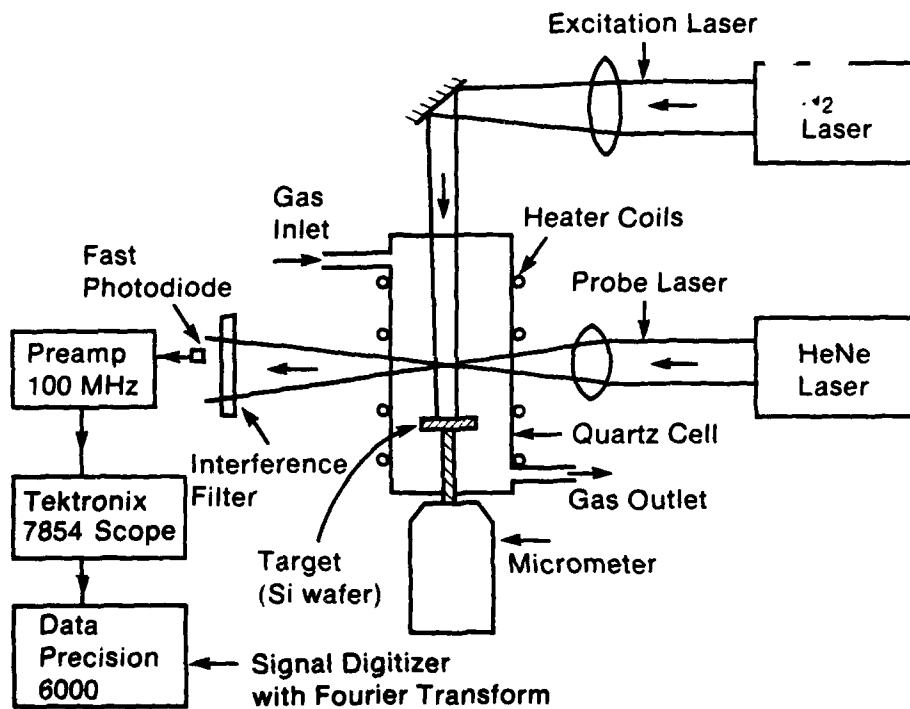 Excitation Laser
Laser
Gas
Inlet
Heater Coils
Fast
Photodiode
Probe Laser
Preamp
100 MHz
HeNe
Laser
Interference
Filter
Quartz Cell
Gas Outlet
Tektronix
7854 Scope
Target
(Si wafer)
Micrometer
Data
Precision
6000
Signal Digitizer
with Fourier Transform